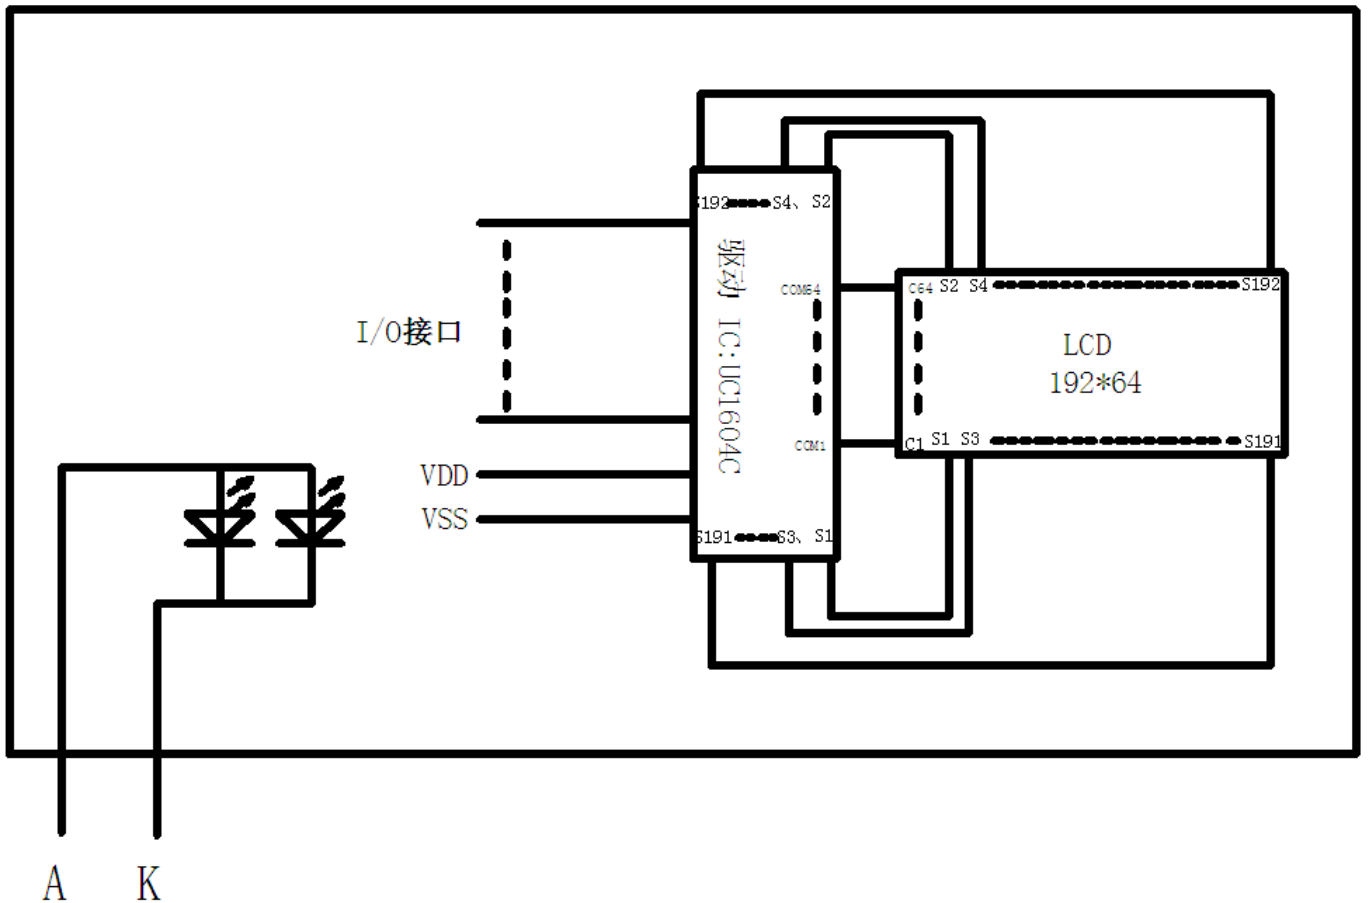 S192 S4、S2
驱动 IC:UC1604C
COM64
COM1
S191 S3、S1
C64 S2 S4 S192
LCD
192*64
C1 S1 S3 S191
I/O接口
VDD
VSS
A K